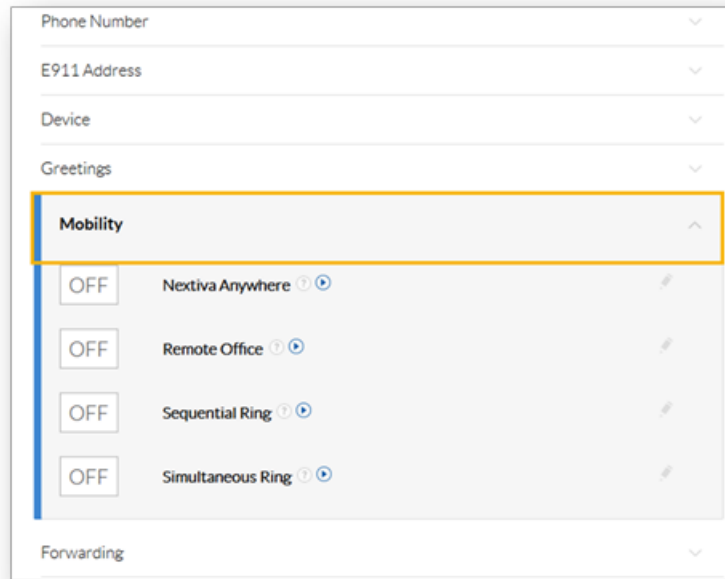 Phone Number
E911 Address
Device
Greetings
Mobility
OFF Nextiva Anywhere ?
OFF Remote Office ?
OFF Sequential Ring ?
OFF Simultaneous Ring ?
Forwarding